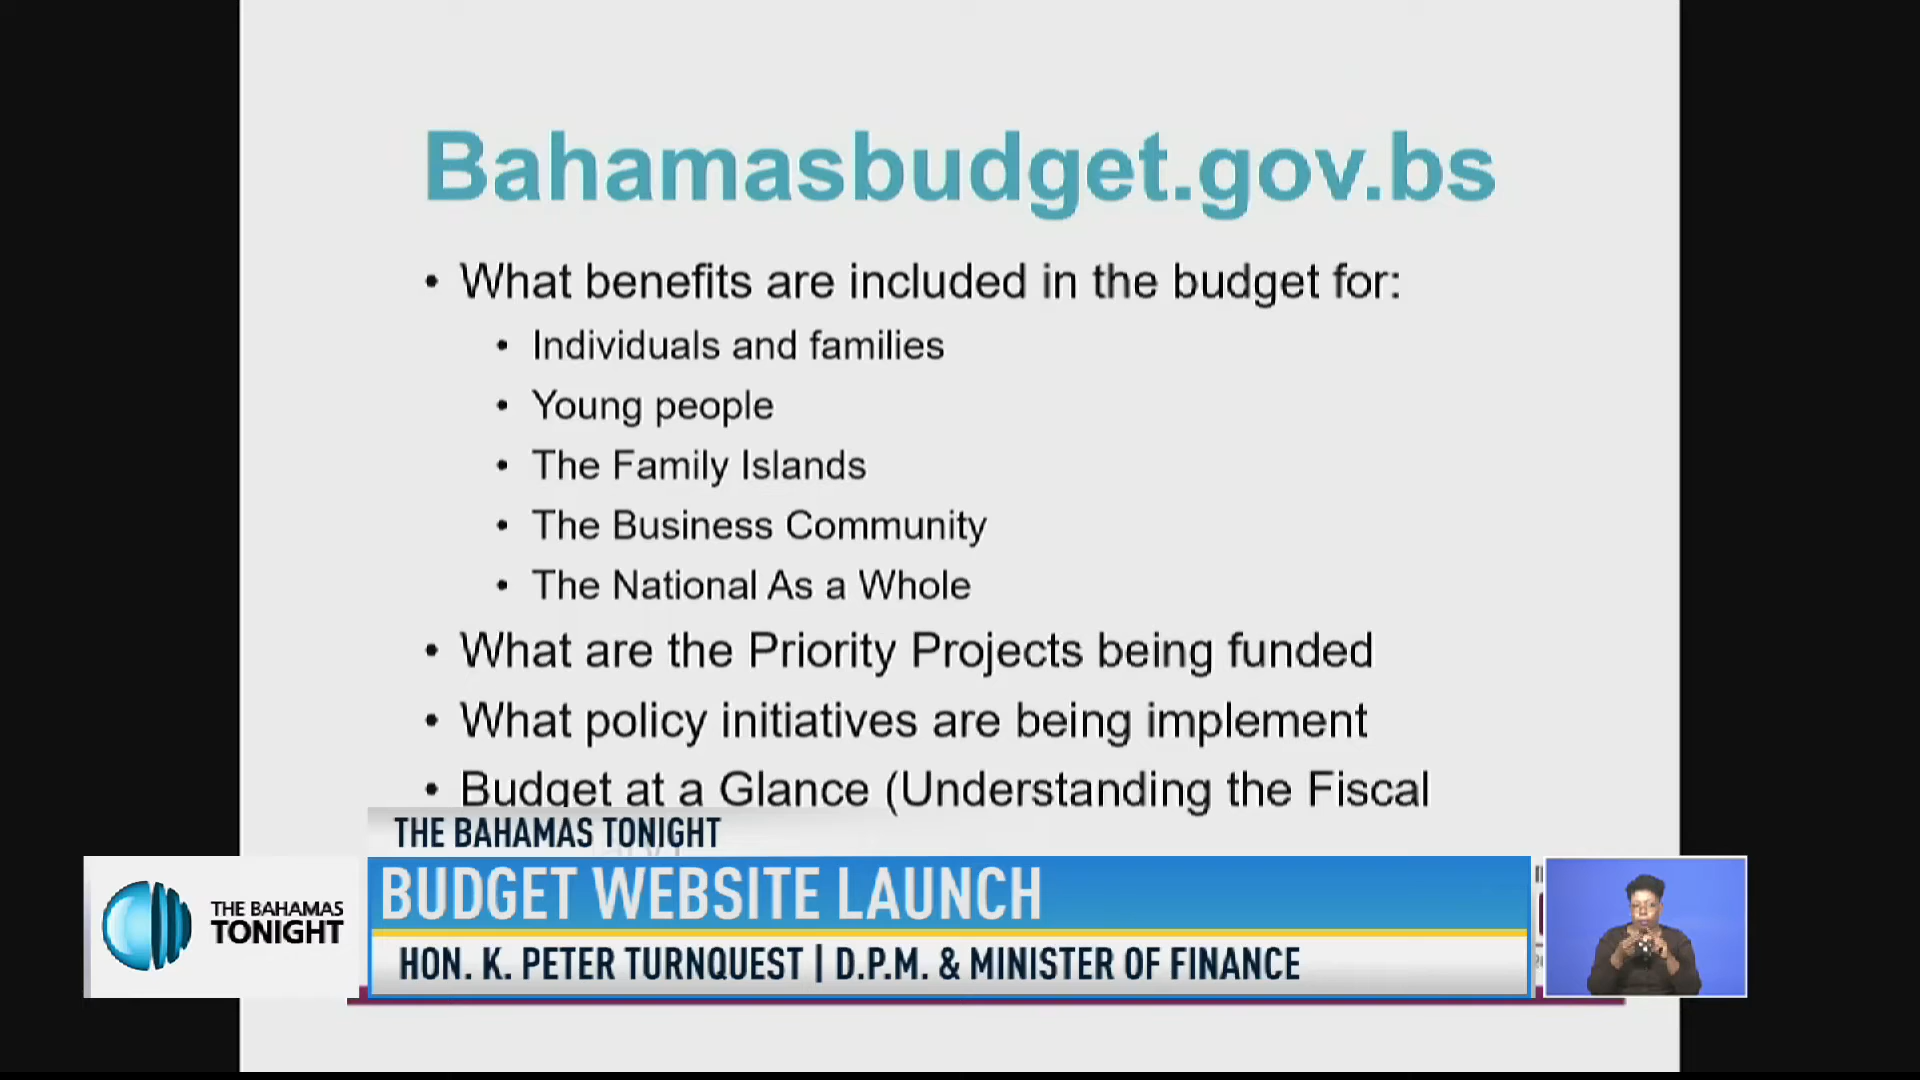 Bahamasbudget.gov.bs
• What benefits are included in the budget for:
• Individuals and families
• Young people
• The Family Islands
• The Business Community
• The National As a Whole
• What are the Priority Projects being funded
• What policy initiatives are being implement
• Budget at a Glance (Understanding the Fiscal
THE BAHAMAS TONIGHT
BUDGET WEBSITE LAUNCH
HON. K. PETER TURNQUEST | D.P.M. & MINISTER OF FINANCE
THE BAHAMAS
TONIGHT